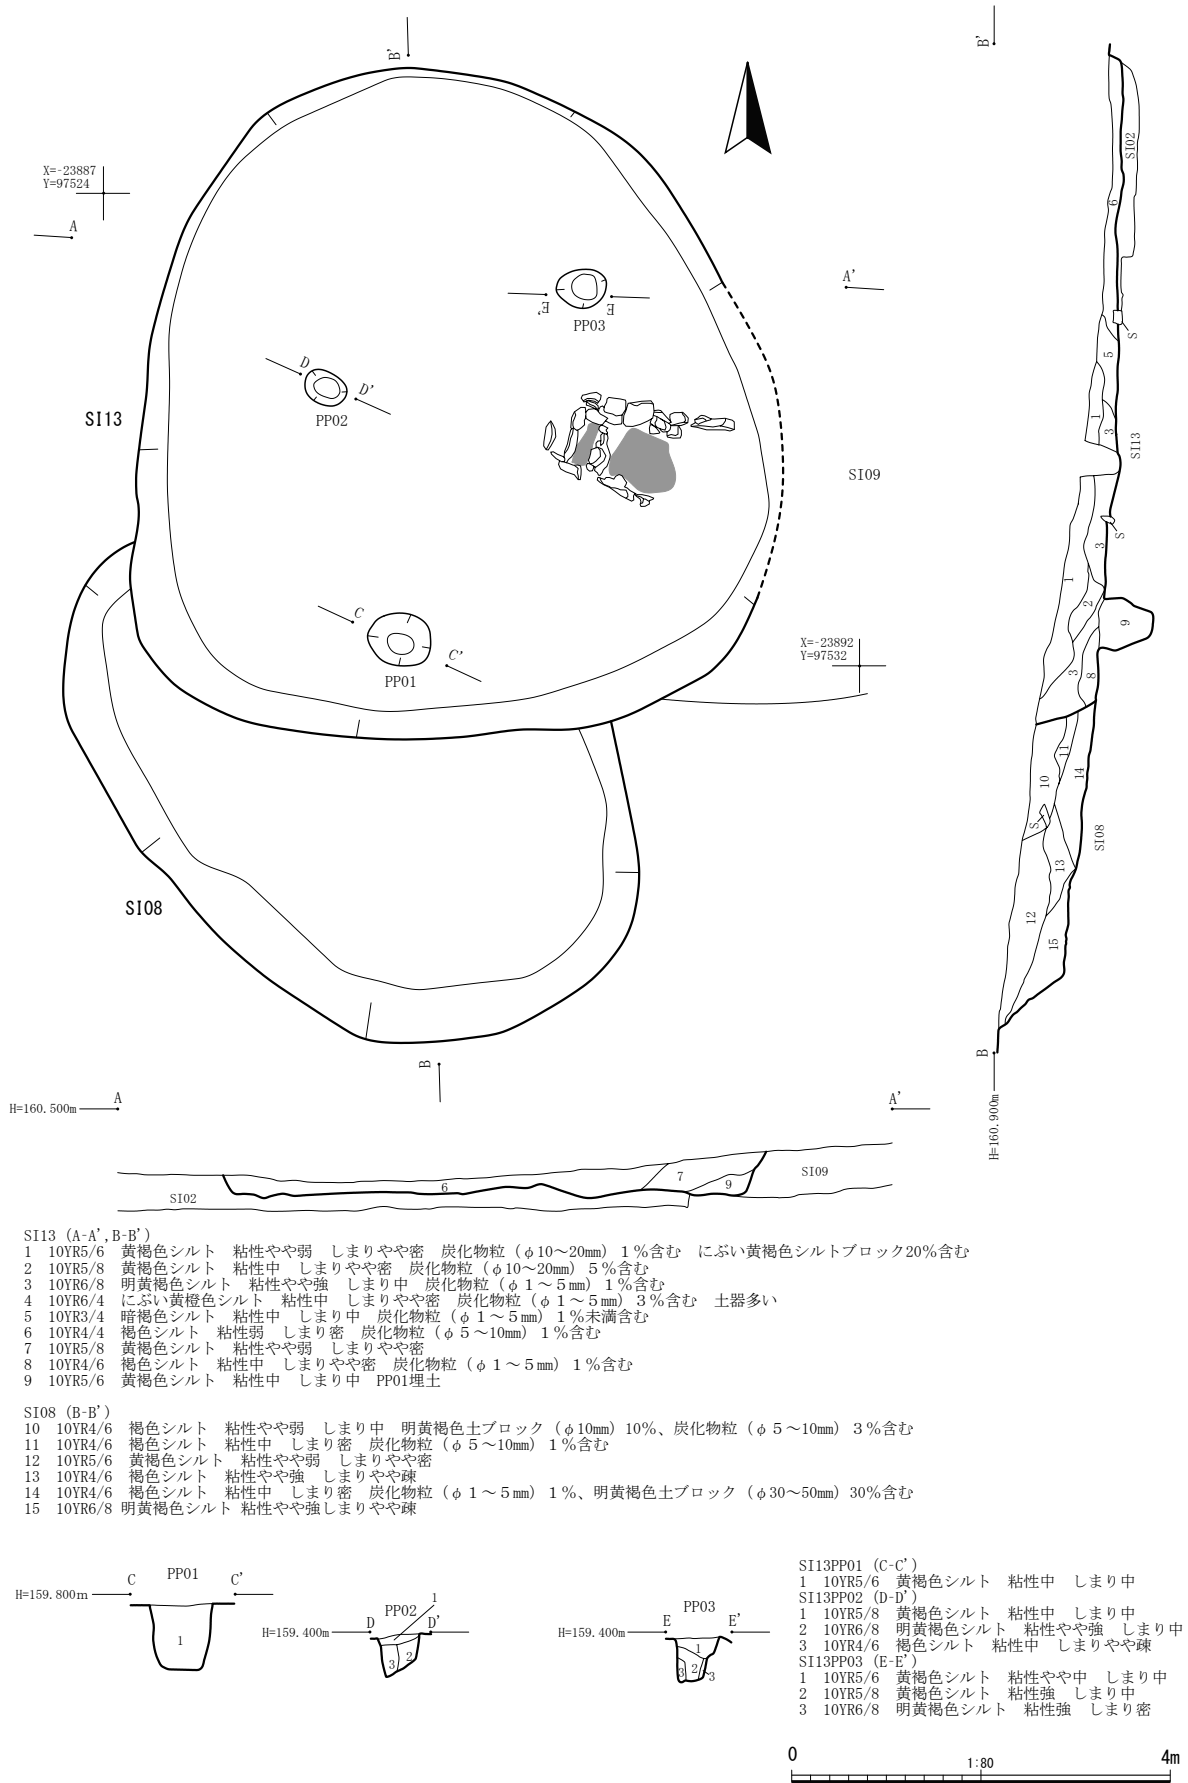 B'
B'
X=-23887
Y=97524
A
A'
SI02
6
E'
E
PP03
S
5
D
D'
PP02
SI13
1
3
SI13
SI09
S
3
1
2
9
C
C'
PP01
X=-23892
Y=97532
3
8
11
10
14
S
SI08
13
SI08
12
15
B
B
H=160.900m
H=160.500m
A
A'
SI02
6
7
9
SI09
SI13（A-A',B-B'）
1　10YR5/6　黄褐色シルト　粘性やや弱　しまりやや密　炭化物粒（φ10～20㎜）１％含む　にぶい黄褐色シルトブロック20％含む
2　10YR5/8　黄褐色シルト　粘性中　しまりやや密　炭化物粒（φ10～20㎜）５％含む
3　10YR6/8　明黄褐色シルト　粘性やや強　しまり中　炭化物粒（φ１～５㎜）１％含む
4　10YR6/4　にぶい黄橙色シルト　粘性中　しまりやや密　炭化物粒（φ１～５㎜）３％含む　土器多い
5　10YR3/4　暗褐色シルト　粘性中　しまり中　炭化物粒（φ１～５㎜）１％未満含む
6　10YR4/4　褐色シルト　粘性弱　しまり密　炭化物粒（φ５～10㎜）１％含む
7　10YR5/8　黄褐色シルト　粘性やや弱　しまりやや密
8　10YR4/6　褐色シルト　粘性中　しまりやや密　炭化物粒（φ１～５㎜）１％含む
9　10YR5/6　黄褐色シルト　粘性中　しまり中　PP01埋土
SI08（B-B'）
10　10YR4/6　褐色シルト　粘性やや弱　しまり中　明黄褐色土ブロック（φ10㎜）10％、炭化物粒（φ５～10㎜）３％含む
11　10YR4/6　褐色シルト　粘性中　しまり密　炭化物粒（φ５～10㎜）１％含む
12　10YR5/6　黄褐色シルト　粘性やや弱　しまりやや密
13　10YR4/6　褐色シルト　粘性やや強　しまりやや疎
14　10YR4/6　褐色シルト　粘性中　しまり密　炭化物粒（φ１～５㎜）１％、明黄褐色土ブロック（φ30～50㎜）30％含む
15　10YR6/8 明黄褐色シルト 粘性やや強しまりやや疎
H=159.800ｍ
C
PP01
C'
1
H=159.400m
D
PP02
1
D'
3
2
H=159.400m
E
PP03
E'
1
3
2
3
SI13PP01（C-C'）
1　10YR5/6　黄褐色シルト　粘性中　しまり中
SI13PP02（D-D'）
1　10YR5/8　黄褐色シルト　粘性中　しまり中
2　10YR6/8　明黄褐色シルト　粘性やや強　しまり中
3　10YR4/6　褐色シルト　粘性中　しまりやや疎
SI13PP03（E-E'）
1　10YR5/6　黄褐色シルト　粘性やや中　しまり中
2　10YR5/8　黄褐色シルト　粘性強　しまり中
3　10YR6/8　明黄褐色シルト　粘性強　しまり密
0
1:80
4m